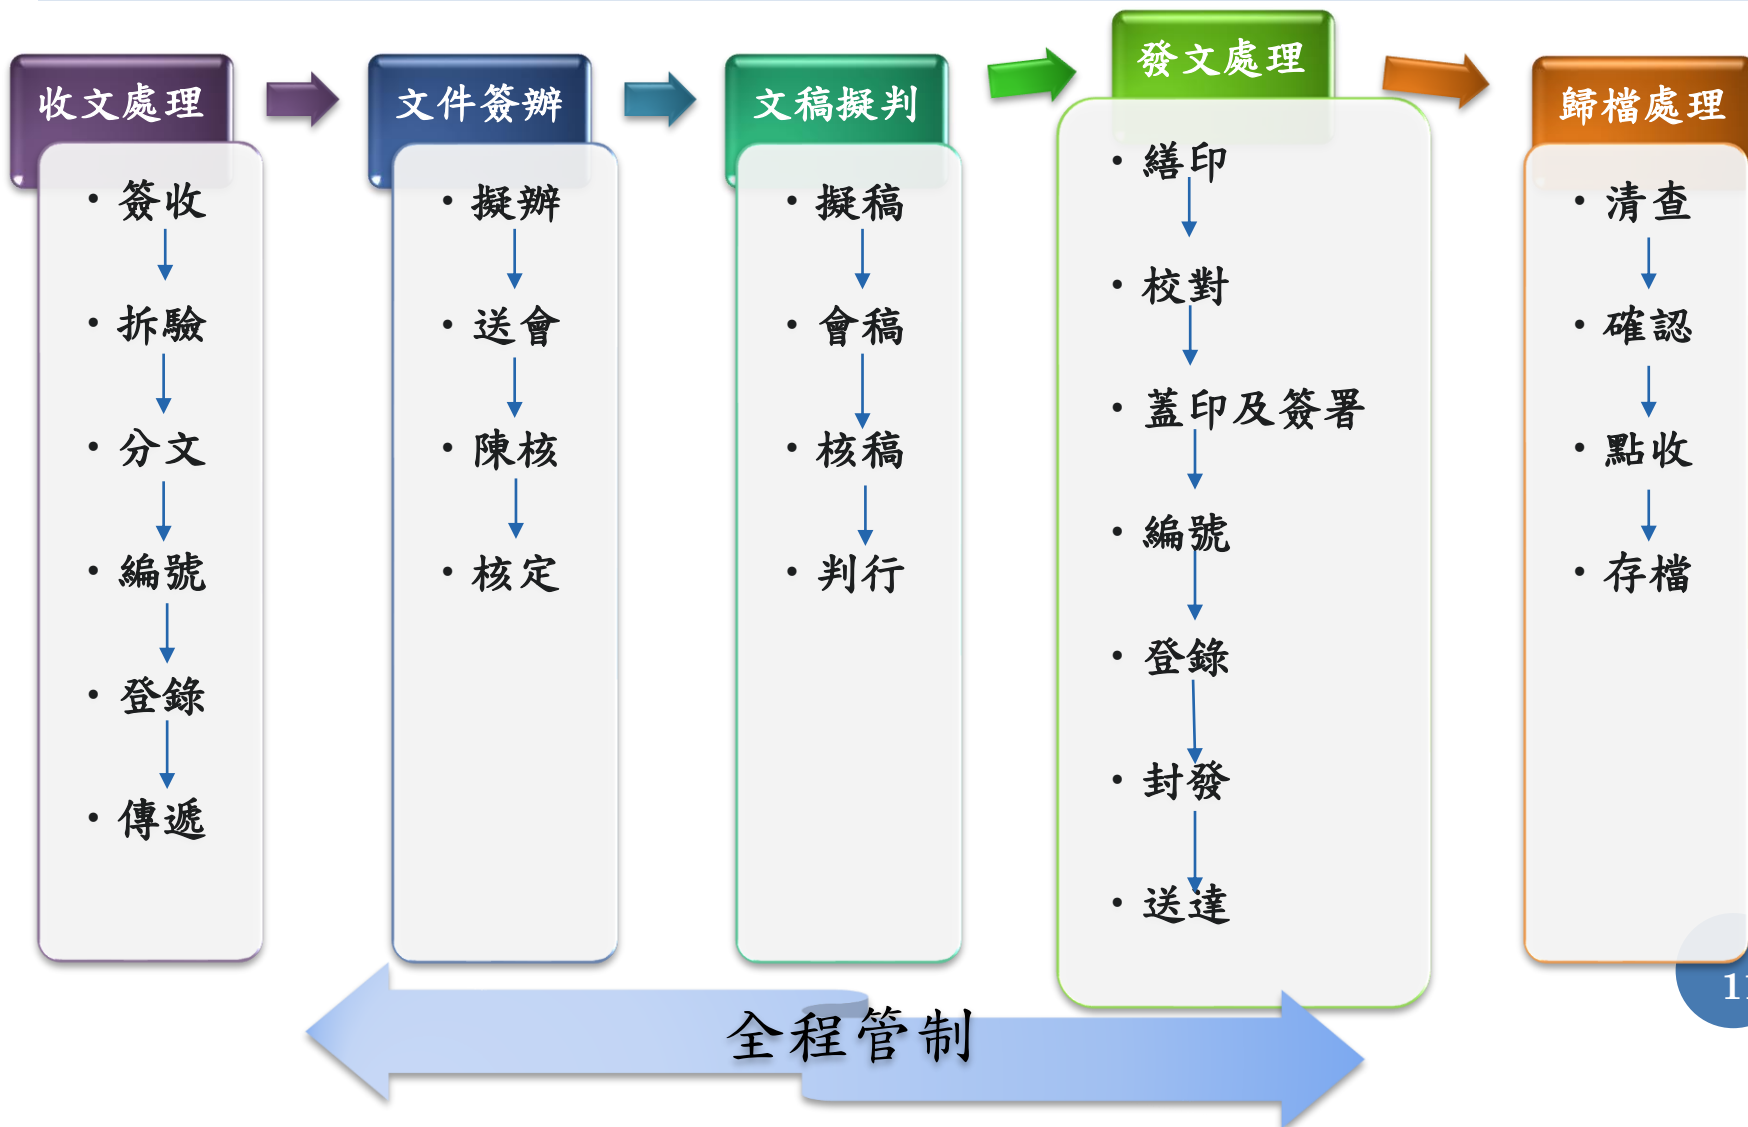 收文處理
簽收
拆驗
分文
編號
登錄
傳遞
文件簽辦
擬辦
送會
陳核
核定
文稿擬判
擬稿
會稿
核稿
判行
發文處理
繕印
校對
蓋印及簽署
編號
登錄
封發
送達
歸檔處理
清查
確認
點收
存檔
全程管制